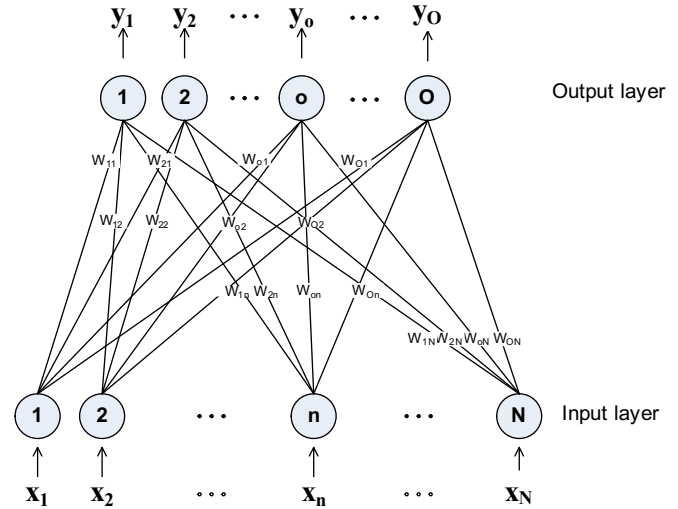 y1 y2 ··· yo ··· yO
1 2 ··· o ··· O Output layer
W11 W21 Wo1 WO1
W12 W22 Wo2 WO2
W1n W2n Won WOn
W1N W2N WoN WON
1 2 ··· n ··· N Input layer
x1 x2 ··· xn ··· xN